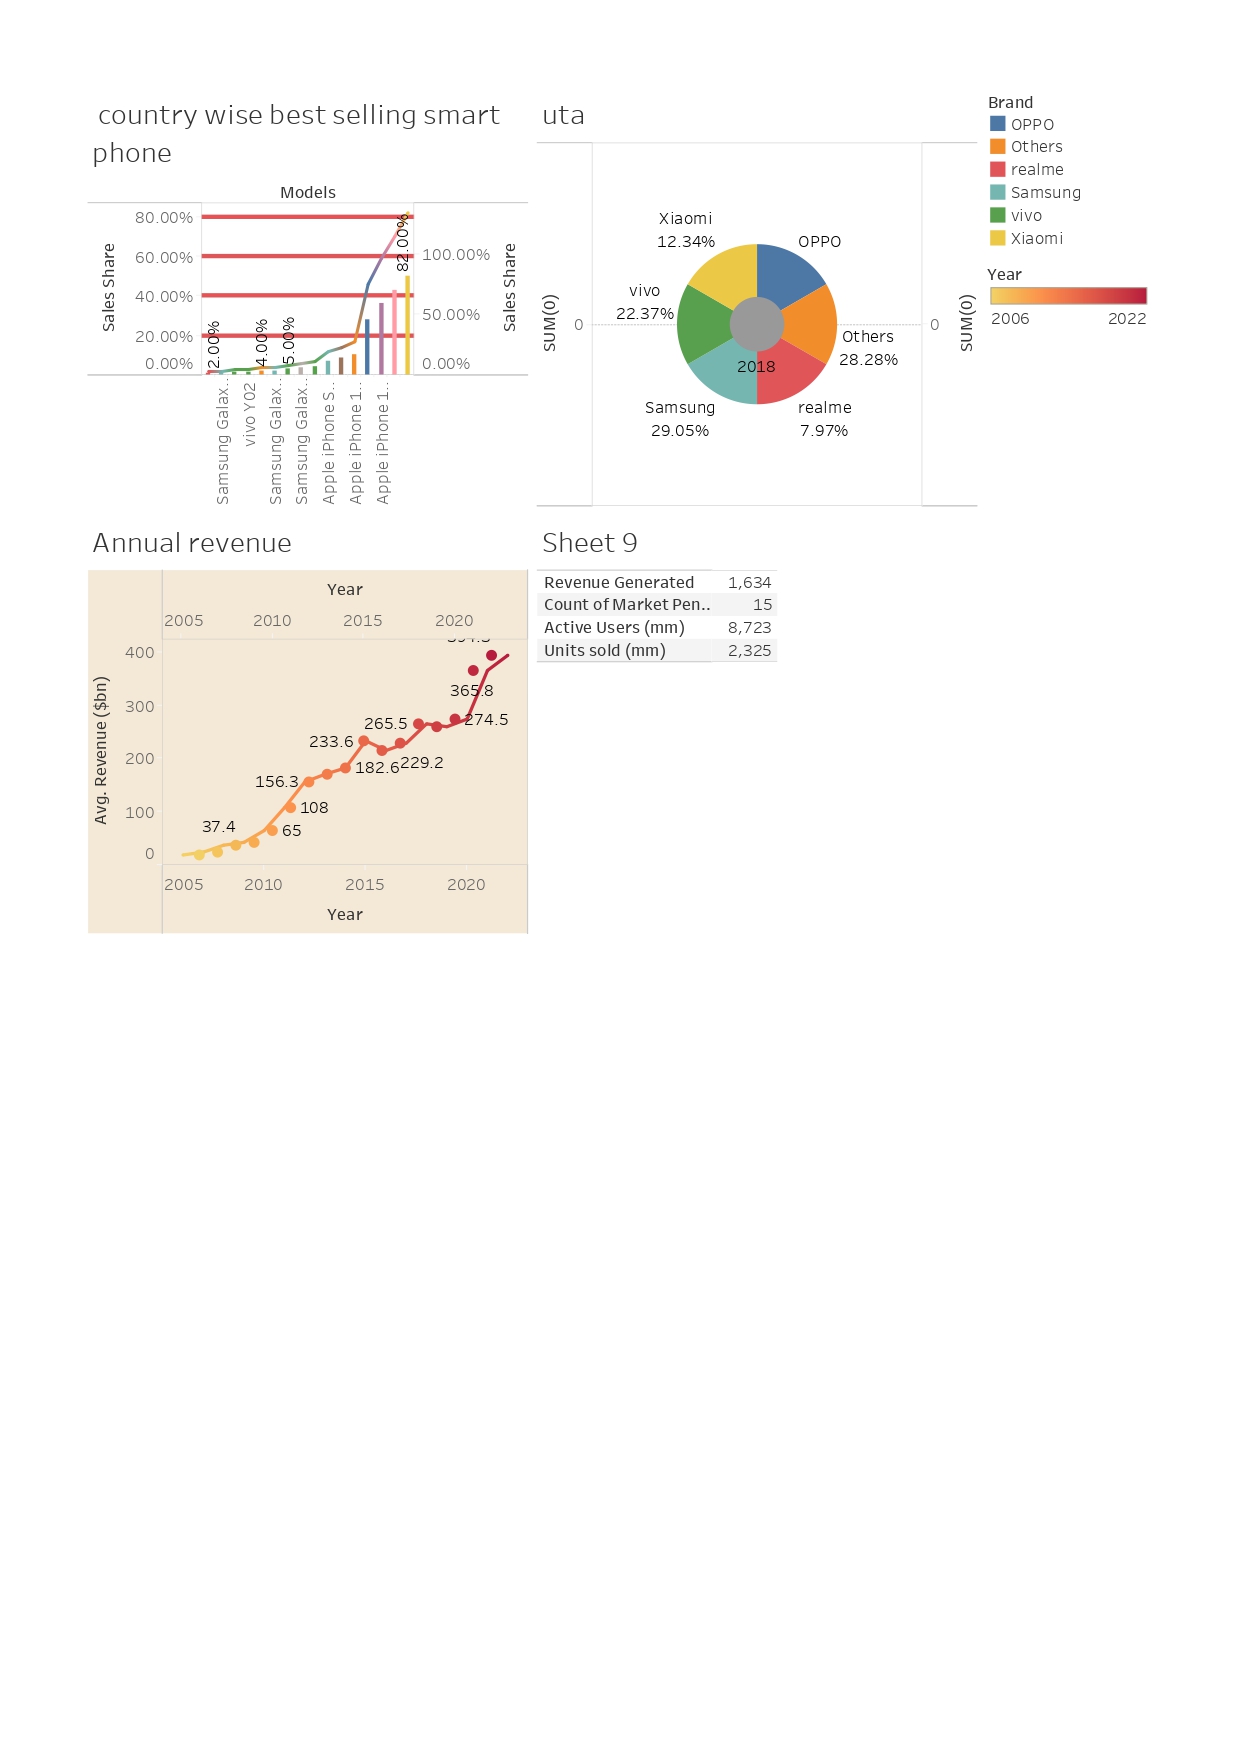 country wise best selling smart
phone
Models
80.00%
60.00%
40.00%
20.00%
0.00%
Sales Share
2.00%
4.00%
5.00%
82.00%
100.00%
50.00%
0.00%
Sales Share
Samsung Galax..
vivo Y02
Samsung Galax..
Samsung Galax..
Apple iPhone S..
Apple iPhone 1..
Apple iPhone 1..
uta
SUM(0)
0
Xiaomi
12.34%
OPPO
vivo
22.37%
Others
28.28%
2018
Samsung
29.05%
realme
7.97%
0
SUM(0)
Brand
OPPO
Others
realme
Samsung
vivo
Xiaomi
Year
2006 2022
Annual revenue
Year
2005 2010 2015 2020
Avg. Revenue ($bn)
400
300
200
100
0
365.8
274.5
265.5
233.6
229.2
182.6
156.3
108
65
37.4
2005 2010 2015 2020
Year
Sheet 9
Revenue Generated 1,634
Count of Market Pen.. 15
Active Users (mm) 8,723
Units sold (mm) 2,325